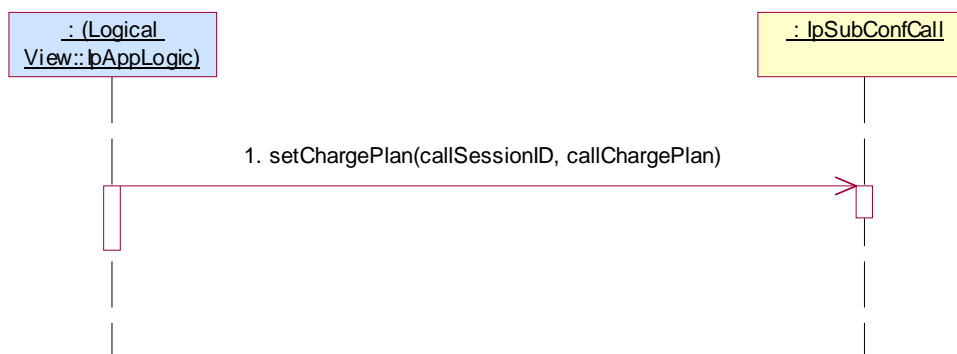 : (Logical
View::IpAppLogic)
: IpSubConfCall
1. setChargePlan(callSessionID, callChargePlan)